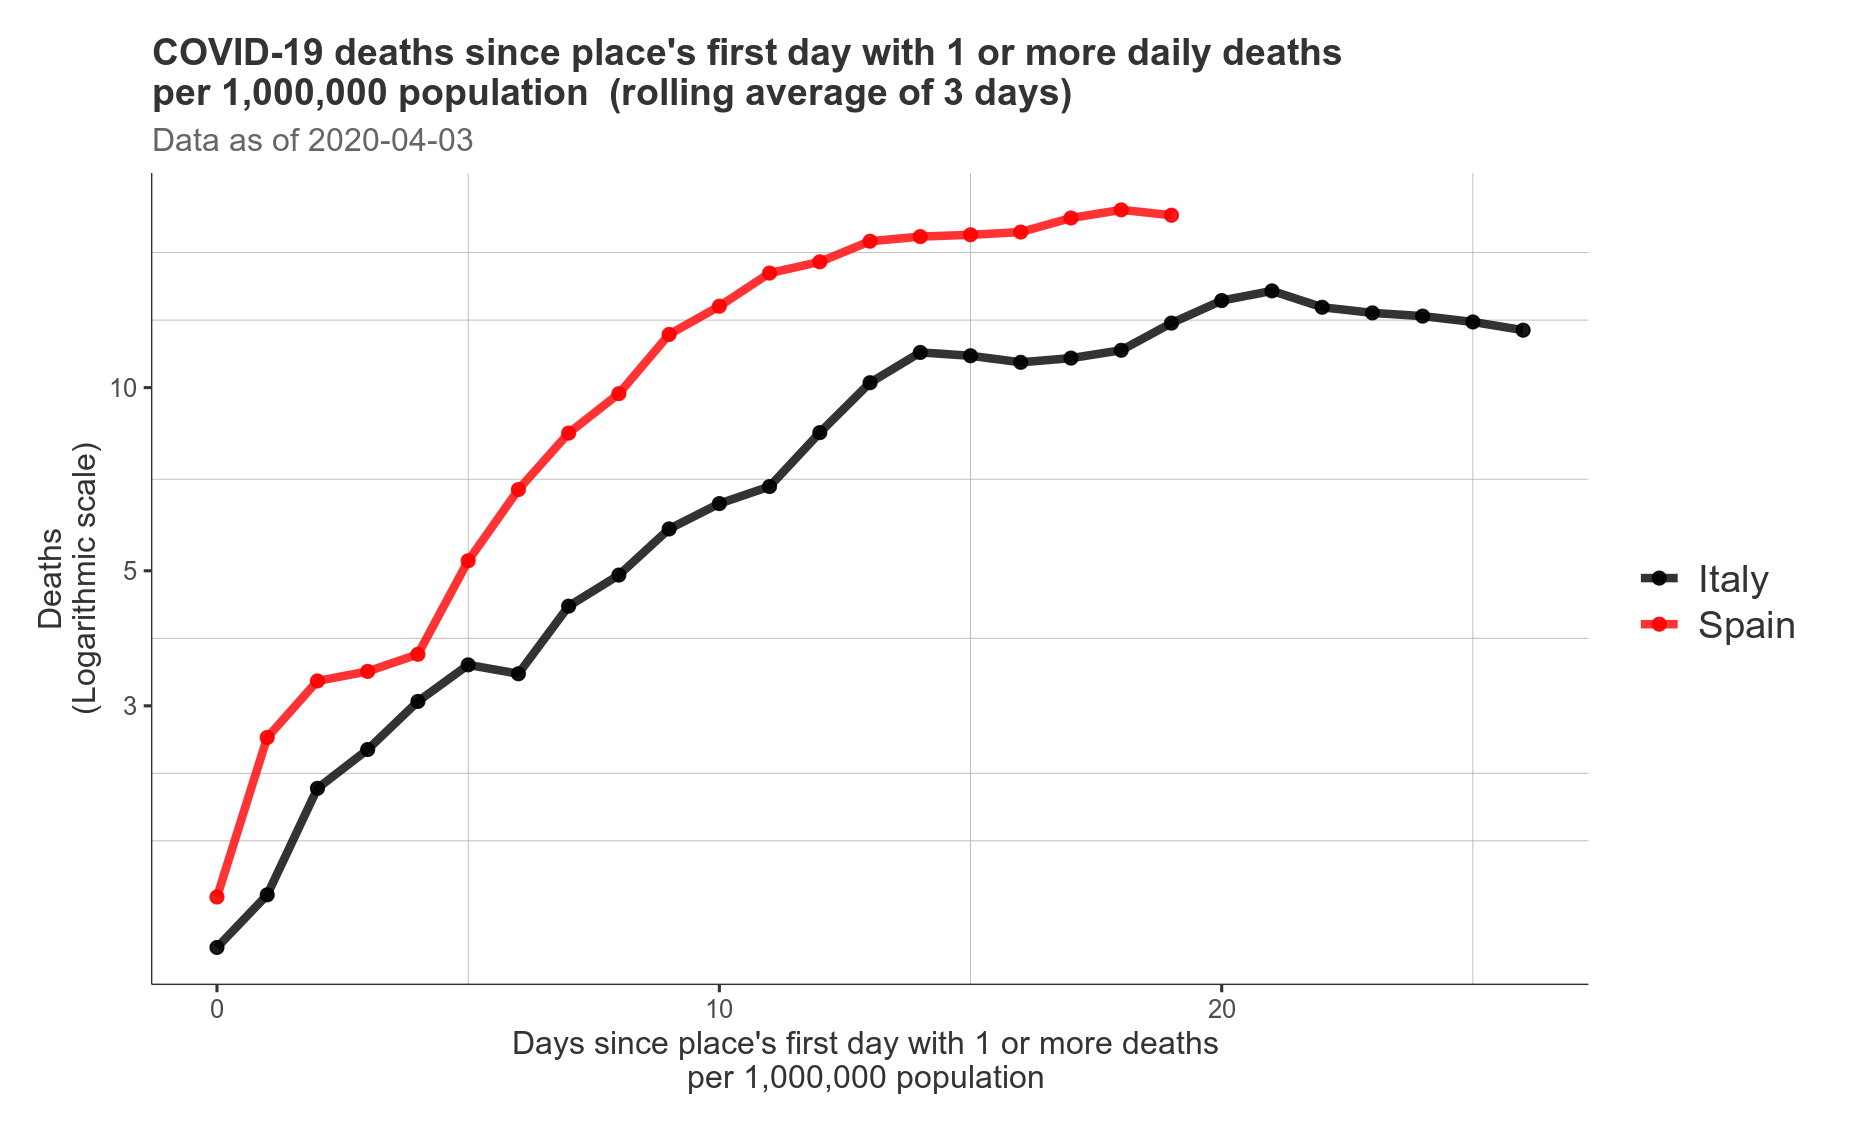 COVID-19 deaths since place's first day with 1 or more daily deaths
per 1,000,000 population  (rolling average of 3 days)
Data as of 2020-04-03
Deaths
(Logarithmic scale)
10
5
3
0
10
20
Days since place's first day with 1 or more deaths
per 1,000,000 population
Italy
Spain